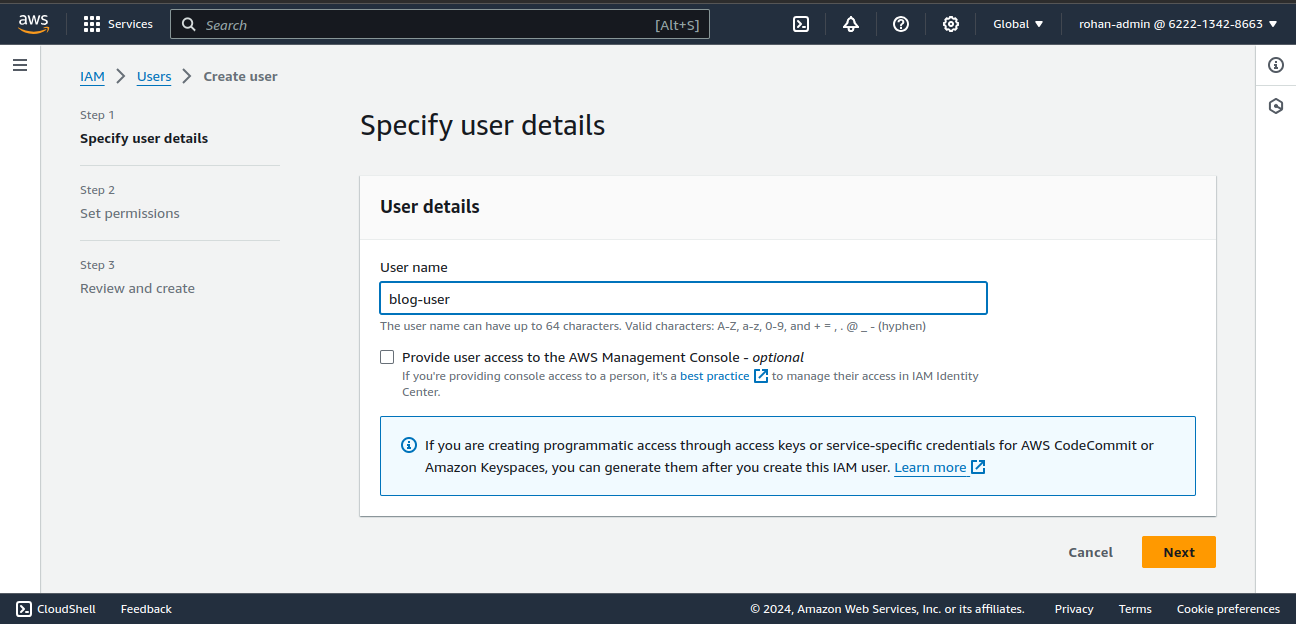 aws Services Search [Alt+S] Global rohan-admin @ 6222-1342-8663
IAM Users Create user
Step 1
Specify user details
Step 2
Set permissions
Step 3
Review and create
Specify user details
User details
User name
blog-user
The user name can have up to 64 characters. Valid characters: A-Z, a-z, 0-9, and + = , . @ _ - (hyphen)
Provide user access to the AWS Management Console - optional
If you're providing console access to a person, it's a best practice to manage their access in IAM Identity
Center.
If you are creating programmatic access through access keys or service-specific credentials for AWS CodeCommit or
Amazon Keyspaces, you can generate them after you create this IAM user. Learn more
Cancel Next
CloudShell Feedback © 2024, Amazon Web Services, Inc. or its affiliates. Privacy Terms Cookie preferences